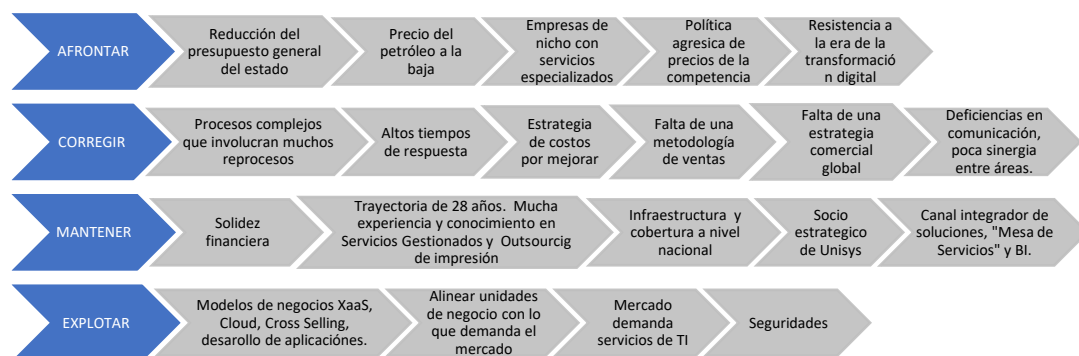 AFRONTAR
Reducción del
presupuesto general
del estado
Precio del
petróleo a la
baja
Empresas de
nicho con
servicios
especializados
Política
agresica de
precios de la
competencia
Resistencia a
la era de la
transformació
n digital
CORREGIR
Procesos complejos
que involucran muchos
reprocesos
Altos tiempos
de respuesta
Estrategia
de costos
por mejorar
Falta de una
metodología
de ventas
Falta de una
estrategia
comercial
global
Deficiencias en
comunicación,
poca sinergia
entre áreas.
MANTENER
Solidez
financiera
Trayectoria de 28 años. Mucha
experiencia y conocimiento en
Servicios Gestionados y Outsourcig
de impresión
Infraestructura y
cobertura a nivel
nacional
Socio
estrategico
de Unisys
Canal integrador de
soluciones, "Mesa de
Servicios" y BI.
EXPLOTAR
Modelos de negocios XaaS,
Cloud, Cross Selling,
desarollo de aplicaciónes.
Alinear unidades
de negocio con lo
que demanda el
mercado
Mercado
demanda
servicios de TI
Seguridades